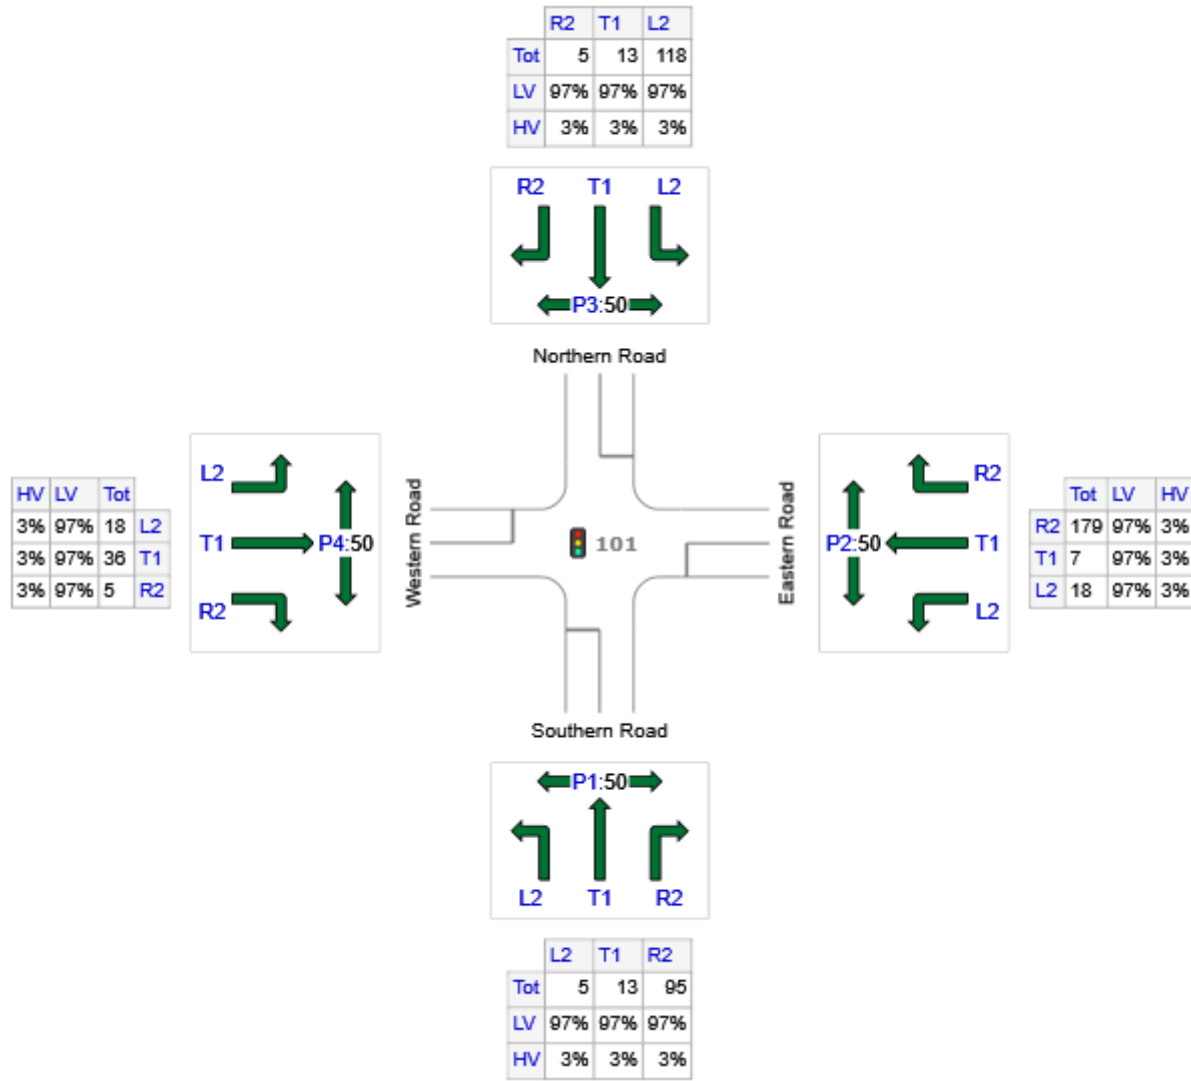 R2 T1 L2
Tot 5 13 118
LV 97% 97% 97%
HV 3% 3% 3%
R2 T1 L2
P3:50
Northern Road
HV LV Tot
3% 97% 18 L2
3% 97% 36 T1
3% 97% 5 R2
L2
T1 P4:50
R2
Western Road
101
Eastern Road
R2
P2:50 T1
L2
Tot LV HV
R2 179 97% 3%
T1 7 97% 3%
L2 18 97% 3%
Southern Road
P1:50
L2 T1 R2
L2 T1 R2
Tot 5 13 95
LV 97% 97% 97%
HV 3% 3% 3%